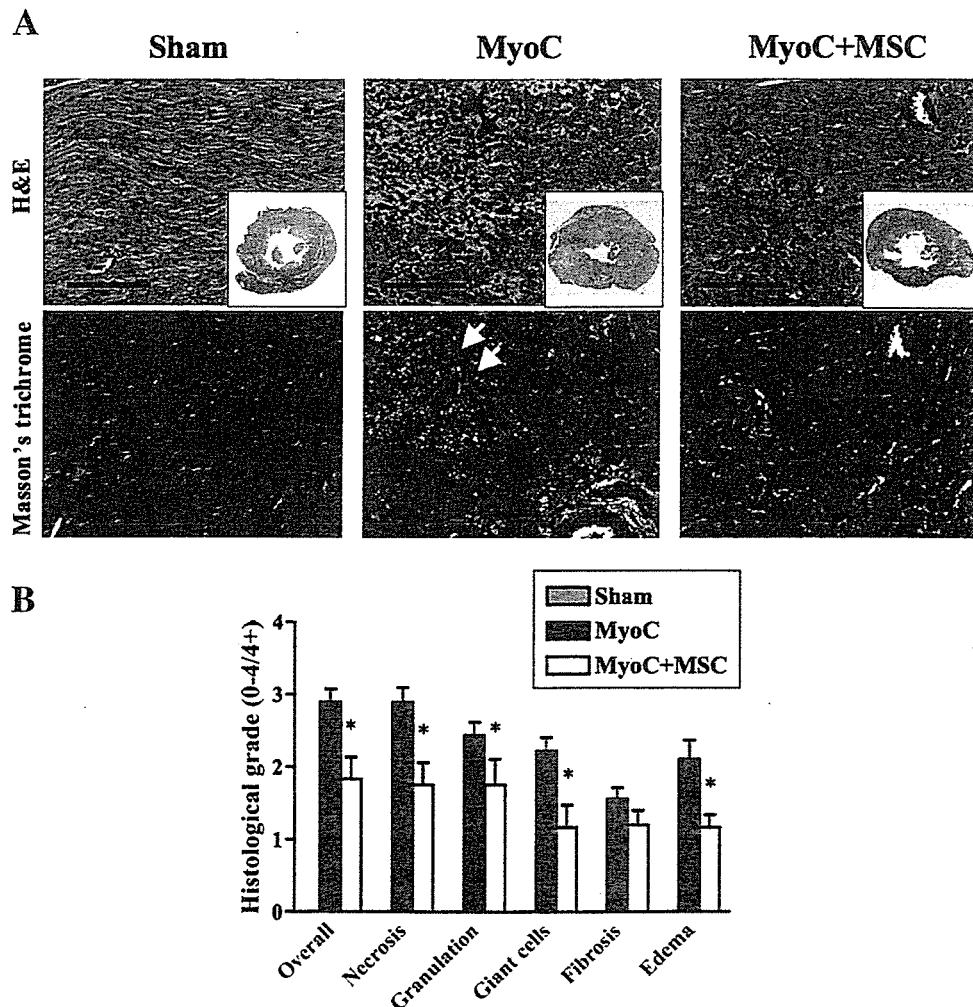 A
Sham MyoC MyoC+MSC
H&E
Masson's trichrome
B
Sham
MyoC
MyoC+MSC
Histological grade (0-4/4+)
4
3
2
1
0
*
*
*
*
*
Overall
Necrosis
Granulation
Giant cells
Fibrosis
Edema